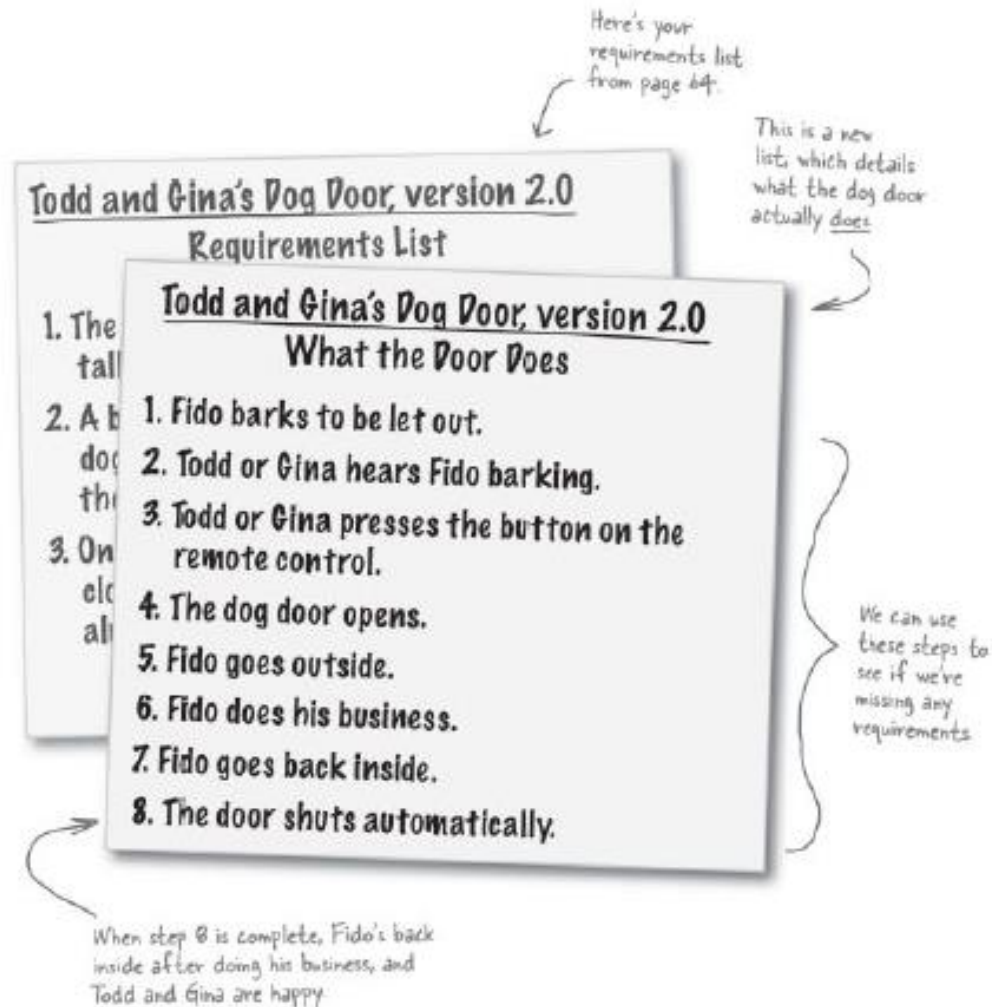 Here's your
requirements list
from page 64.
This is a new
list, which details
what the dog door
actually does
Todd and Gina's Dog Door, version 2.0
Requirements List
1. The
tall
2. A b
dog
the
3. On
clo
al
Todd and Gina's Dog Door, version 2.0
What the Door Does
1. Fido barks to be let out.
2. Todd or Gina hears Fido barking.
3. Todd or Gina presses the button on the
remote control.
4. The dog door opens.
5. Fido goes outside.
6. Fido does his business.
7. Fido goes back inside.
8. The door shuts automatically.
We can use
these steps to
see if we're
missing any
requirements
When step 8 is complete, Fido's back
inside after doing his business, and
Todd and Gina are happy